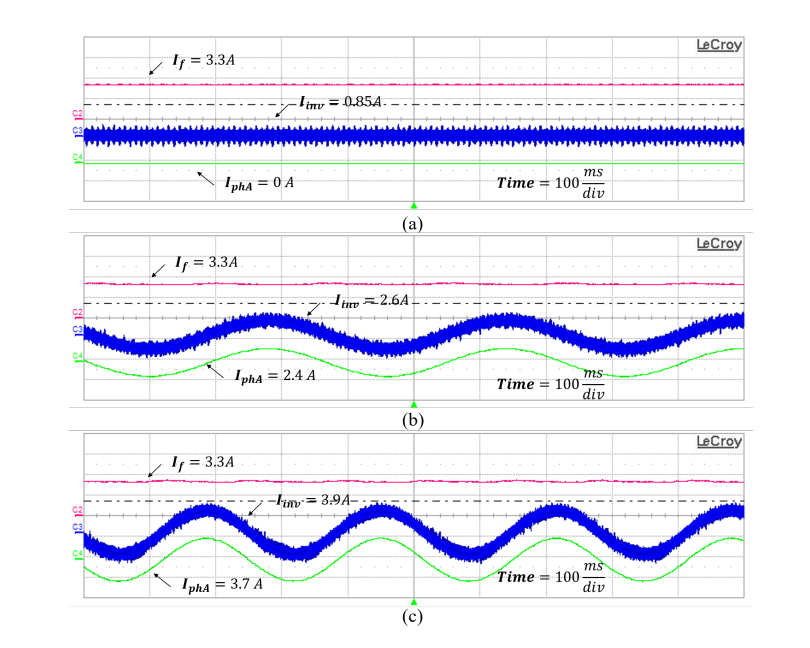 LeCroy
I_f = 3.3A
I_inv = 0.85A
C2
C3
C4
I_phA = 0 A
Time = 100 ms/div
(a)
LeCroy
I_f = 3.3A
I_inv = 2.6A
C2
C3
C4
I_phA = 2.4 A
Time = 100 ms/div
(b)
LeCroy
I_f = 3.3A
I_inv = 3.9A
C2
C3
C4
I_phA = 3.7 A
Time = 100 ms/div
(c)